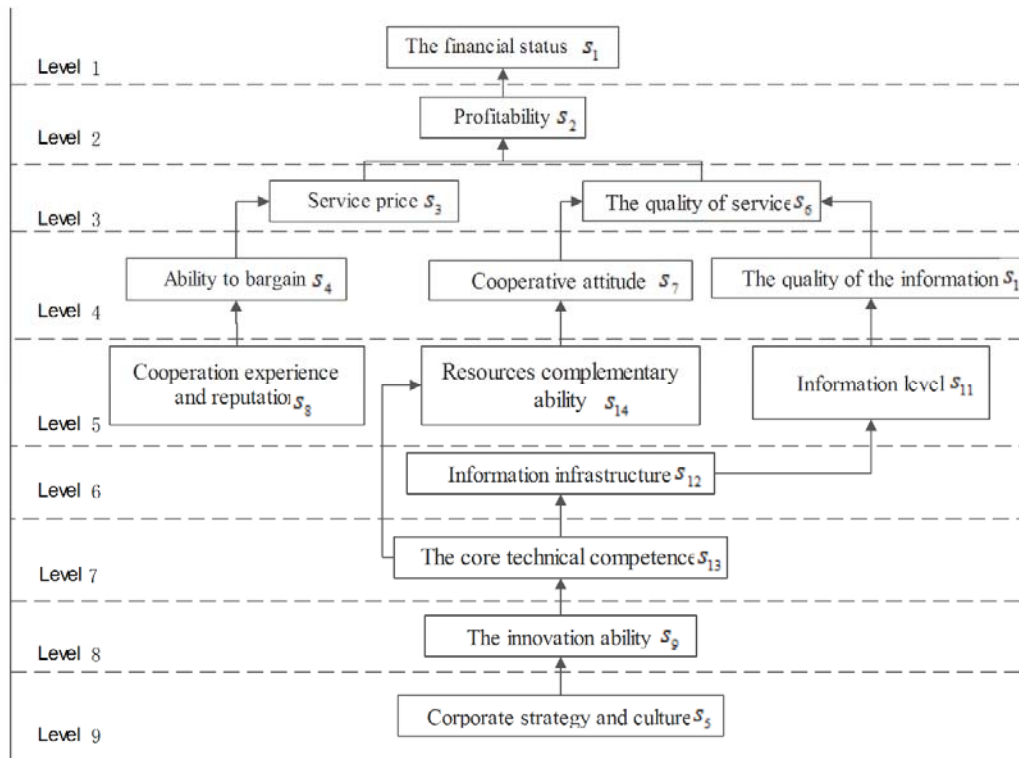 The financial status s₁
Level 1
Profitability s₂
Level 2
Service price s₃
The quality of service s₆
Level 3
Ability to bargain s₄
Cooperative attitude s₇
The quality of the information s₁
Level 4
Cooperation experience
and reputation s₈
Resources complementary
ability s₁₄
Information level s₁₁
Level 5
Information infrastructure s₁₂
Level 6
The core technical competence s₁₃
Level 7
The innovation ability s₉
Level 8
Corporate strategy and culture s₅
Level 9